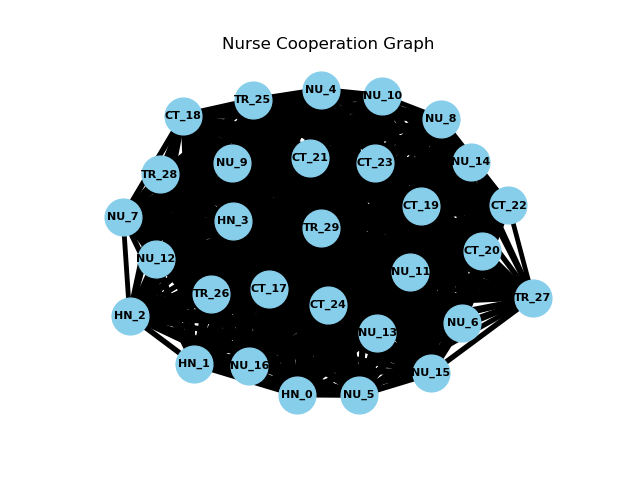 Nurse Cooperation Graph
NU_4
NU_10
TR_25
CT_18
NU_8
CT_21
NU_9
CT_23
NU_14
TR_28
CT_22
CT_19
NU_7
HN_3
TR_29
CT_20
NU_12
NU_11
CT_17
TR_26
TR_27
CT_24
HN_2
NU_6
NU_13
HN_1
NU_16
NU_15
HN_0
NU_5